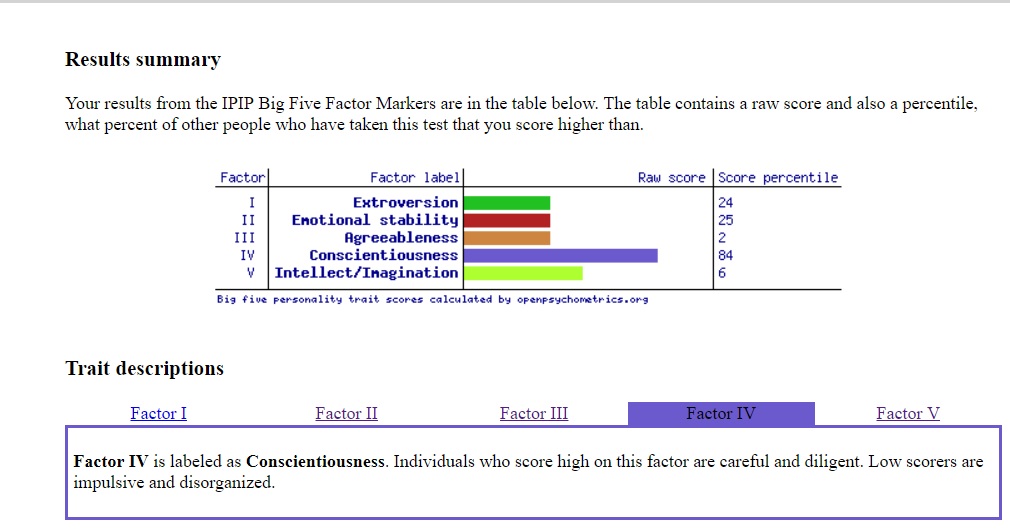 Results summary
Your results from the IPIP Big Five Factor Markers are in the table below. The table contains a raw score and also a percentile,
what percent of other people who have taken this test that you score higher than.
Factor Factor label Raw score Score percentile
I Extroversion 24
II Emotional stability 25
III Agreeableness 2
IV Conscientiousness 84
V Intellect/Imagination 6
Big five personality trait scores calculated by openpsychometrics.org
Trait descriptions
Factor I Factor II Factor III Factor IV Factor V
Factor IV is labeled as Conscientiousness. Individuals who score high on this factor are careful and diligent. Low scorers are
impulsive and disorganized.